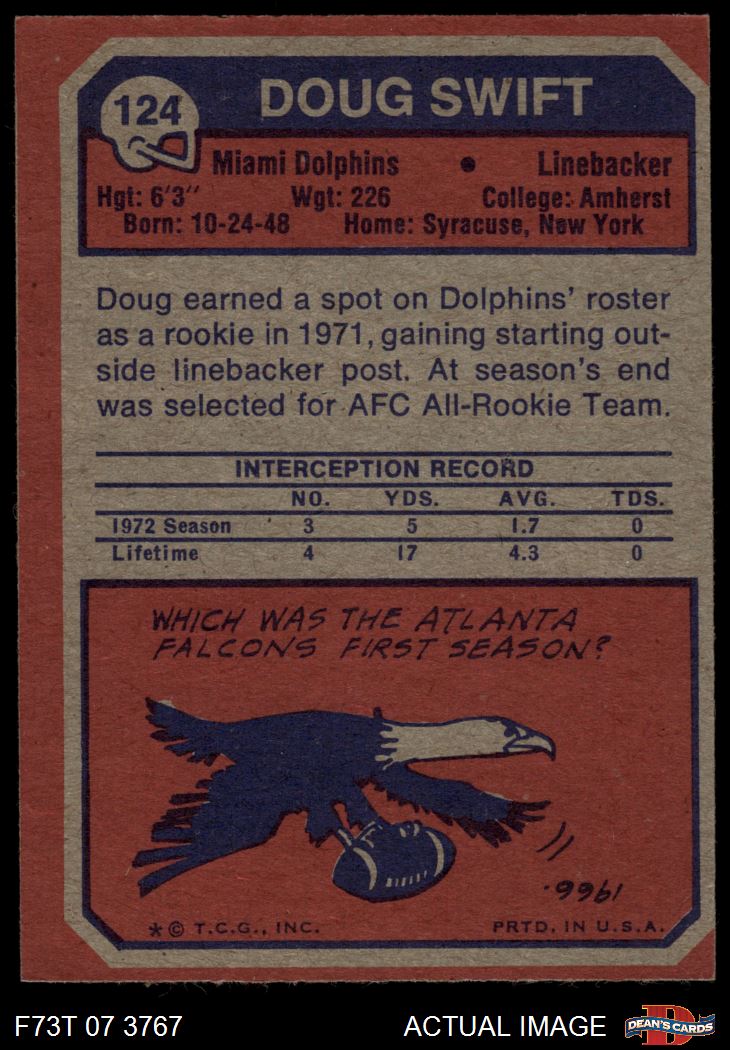 124
DOUG SWIFT
Miami Dolphins • Linebacker
Hgt: 6'3" Wgt: 226 College: Amherst
Born: 10-24-48 Home: Syracuse, New York
Doug earned a spot on Dolphins' roster
as a rookie in 1971, gaining starting out-
side linebacker post. At season's end
was selected for AFC All-Rookie Team.
INTERCEPTION RECORD
NO. YDS. AVG. TDS.
1972 Season 3 5 1.7 0
Lifetime 4 17 4.3 0
WHICH WAS THE ATLANTA
FALCONS FIRST SEASON?
1966.
*© T.C.G., INC. PRTD. IN U.S.A.
F73T 07 3767 ACTUAL IMAGE
D
DEAN'S CARDS